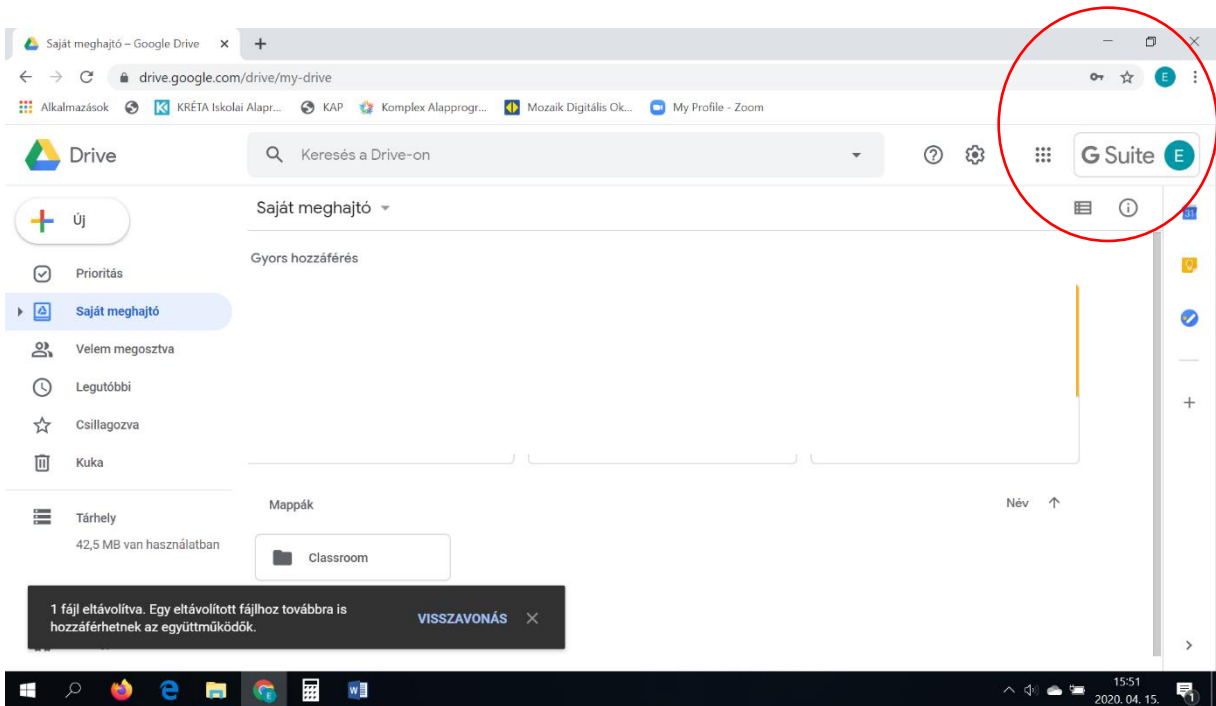 Saját meghajtó – Google Drive
drive.google.com/drive/my-drive
E
Alkalmazások KRÉTA Iskolai Alapr... KAP Komplex Alapprogr... Mozaik Digitális Ok... My Profile - Zoom
Drive Keresés a Drive-on G Suite E
Új
Saját meghajtó
31
Gyors hozzáférés
Prioritás
Saját meghajtó
Velem megosztva
Legutóbbi
Csillagozva
Kuka
Mappák Név
Tárhely
42,5 MB van használatban
Classroom
1 fájl eltávolítva. Egy eltávolított fájlhoz továbbra is
hozzáférhetnek az együttműködők.
VISSZAVONÁS
15:51
2020. 04. 15.
1